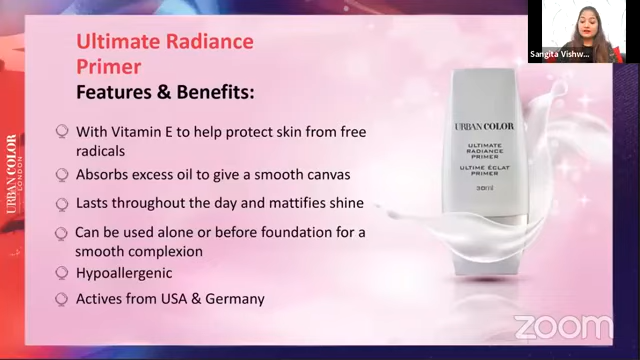 Ultimate Radiance
Primer
Features & Benefits:
With Vitamin E to help protect skin from free
radicals
Absorbs excess oil to give a smooth canvas
Lasts throughout the day and mattifies shine
Can be used alone or before foundation for a
smooth complexion
Hypoallergenic
Actives from USA & Germany
URBAN COLOR
LONDON
URBAN COLOR
ULTIMATE
RADIANCE
PRIMER
ULTIME ÉCLAT
PRIMER
30ml
Sangita Vishw...
zoom